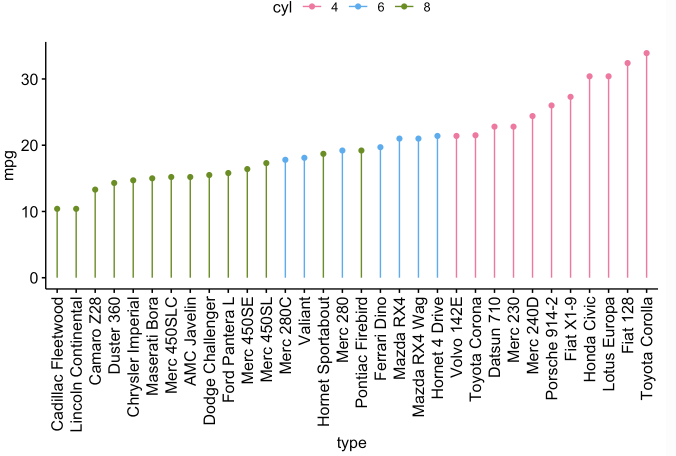 cyl 4 6 8
mpg
30
20
10
0
Cadillac Fleetwood
Lincoln Continental
Camaro Z28
Duster 360
Chrysler Imperial
Maserati Bora
Merc 450SLC
AMC Javelin
Dodge Challenger
Ford Pantera L
Merc 450SE
Merc 450SL
Merc 280C
Valiant
Hornet Sportabout
Merc 280
Pontiac Firebird
Ferrari Dino
Mazda RX4
Mazda RX4 Wag
Hornet 4 Drive
Volvo 142E
Toyota Corona
Datsun 710
Merc 230
Merc 240D
Porsche 914-2
Fiat X1-9
Honda Civic
Lotus Europa
Fiat 128
Toyota Corolla
type